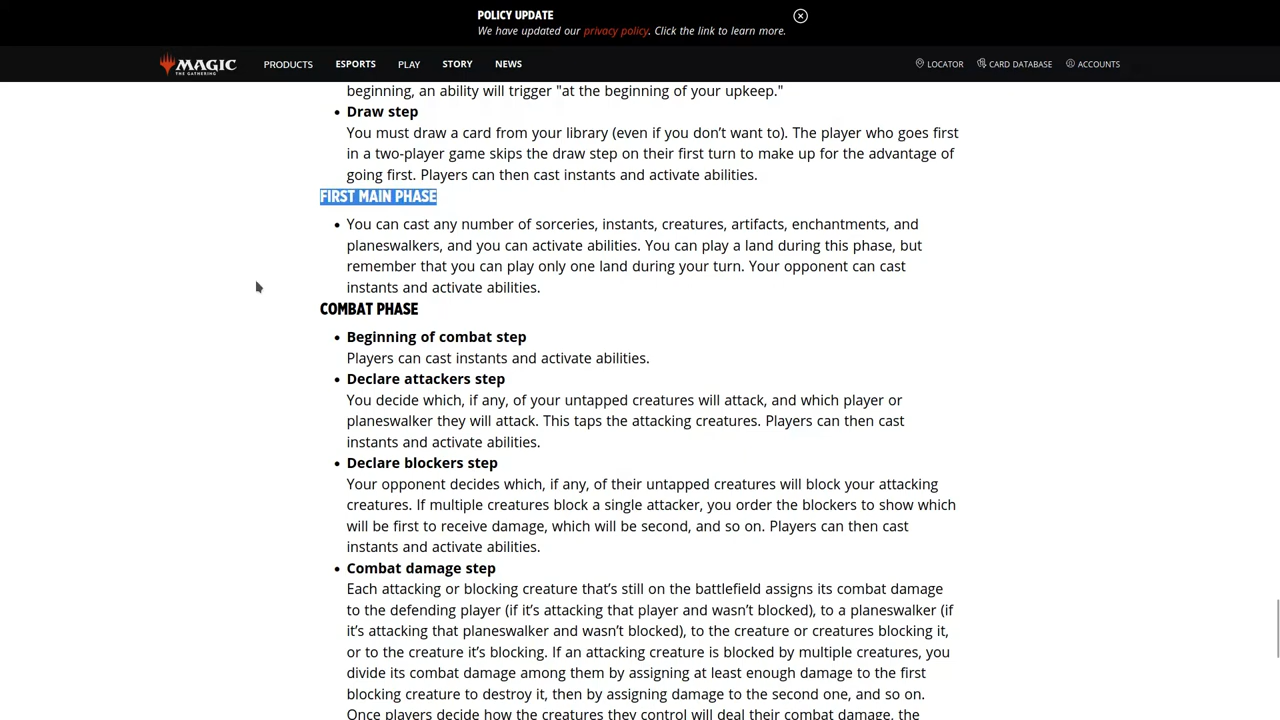 POLICY UPDATE
We have updated our privacy policy. Click the link to learn more.
MAGIC
THE GATHERING
PRODUCTS
ESPORTS
PLAY
STORY
NEWS
LOCATOR
CARD DATABASE
ACCOUNTS
beginning, an ability will trigger "at the beginning of your upkeep."
• Draw step
You must draw a card from your library (even if you don’t want to). The player who goes first
in a two-player game skips the draw step on their first turn to make up for the advantage of
going first. Players can then cast instants and activate abilities.
FIRST MAIN PHASE
• You can cast any number of sorceries, instants, creatures, artifacts, enchantments, and
planeswalkers, and you can activate abilities. You can play a land during this phase, but
remember that you can play only one land during your turn. Your opponent can cast
instants and activate abilities.
COMBAT PHASE
• Beginning of combat step
Players can cast instants and activate abilities.
• Declare attackers step
You decide which, if any, of your untapped creatures will attack, and which player or
planeswalker they will attack. This taps the attacking creatures. Players can then cast
instants and activate abilities.
• Declare blockers step
Your opponent decides which, if any, of their untapped creatures will block your attacking
creatures. If multiple creatures block a single attacker, you order the blockers to show which
will be first to receive damage, which will be second, and so on. Players can then cast
instants and activate abilities.
• Combat damage step
Each attacking or blocking creature that’s still on the battlefield assigns its combat damage
to the defending player (if it’s attacking that player and wasn’t blocked), to a planeswalker (if
it’s attacking that planeswalker and wasn’t blocked), to the creature or creatures blocking it,
or to the creature it’s blocking. If an attacking creature is blocked by multiple creatures, you
divide its combat damage among them by assigning at least enough damage to the first
blocking creature to destroy it, then by assigning damage to the second one, and so on.
Once players decide how the creatures they control will deal their combat damage, the